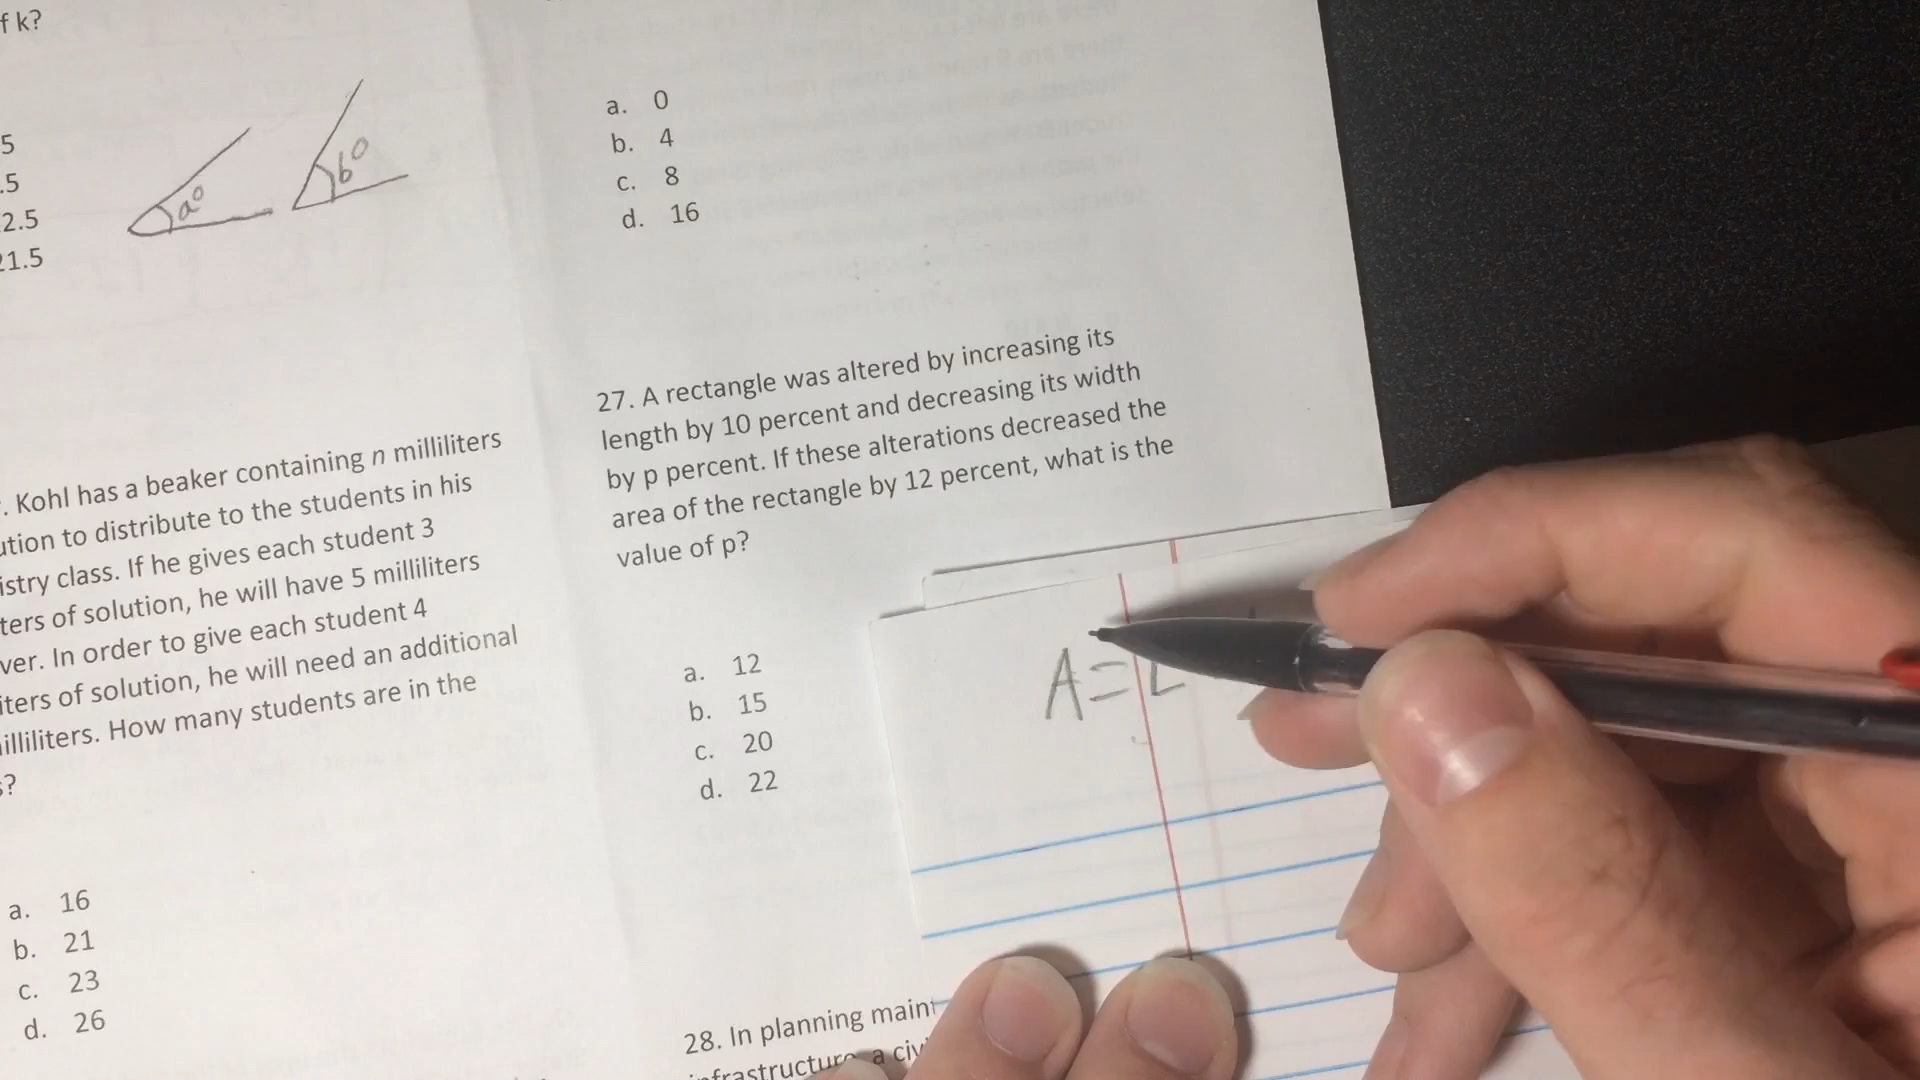 f k?
5
.5
2.5
21.5
a°
b°
. Kohl has a beaker containing n milliliters
ution to distribute to the students in his
istry class. If he gives each student 3
ters of solution, he will have 5 milliliters
ver. In order to give each student 4
iters of solution, he will need an additional
illiliters. How many students are in the
s?
a. 16
b. 21
c. 23
d. 26
a. 0
b. 4
c. 8
d. 16
27. A rectangle was altered by increasing its
length by 10 percent and decreasing its width
by p percent. If these alterations decreased the
area of the rectangle by 12 percent, what is the
value of p?
a. 12
b. 15
c. 20
d. 22
A = L
28. In planning maint
infrastructure, a civ